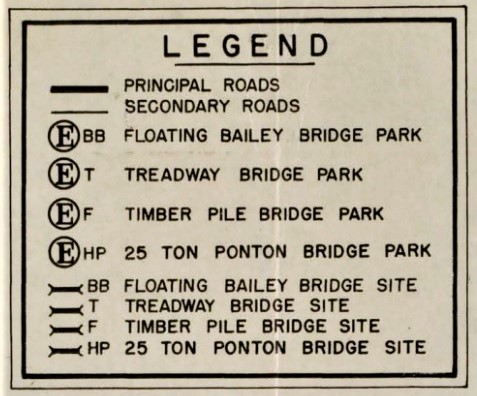 LEGEND
PRINCIPAL ROADS
SECONDARY ROADS
E BB FLOATING BAILEY BRIDGE PARK
E T TREADWAY BRIDGE PARK
E F TIMBER PILE BRIDGE PARK
E HP 25 TON PONTON BRIDGE PARK
BB FLOATING BAILEY BRIDGE SITE
T TREADWAY BRIDGE SITE
F TIMBER PILE BRIDGE SITE
HP 25 TON PONTON BRIDGE SITE